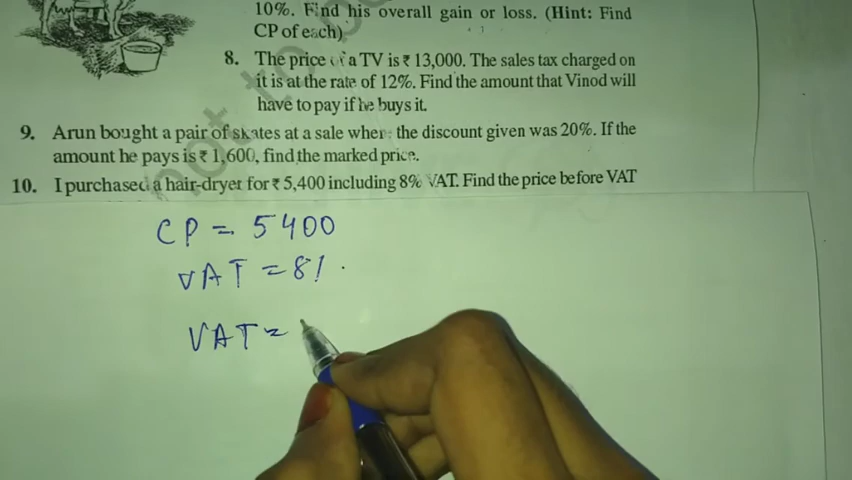 10%. Find his overall gain or loss. (Hint: Find
CP of each)
8. The price of a TV is ₹ 13,000. The sales tax charged on
it is at the rate of 12%. Find the amount that Vinod will
have to pay if he buys it.
9. Arun bought a pair of skates at a sale where the discount given was 20%. If the
amount he pays is ₹ 1,600, find the marked price.
10. I purchased a hair-dryer for ₹ 5,400 including 8% VAT. Find the price before VAT
CP = 5400
VAT = 8%.
VAT =